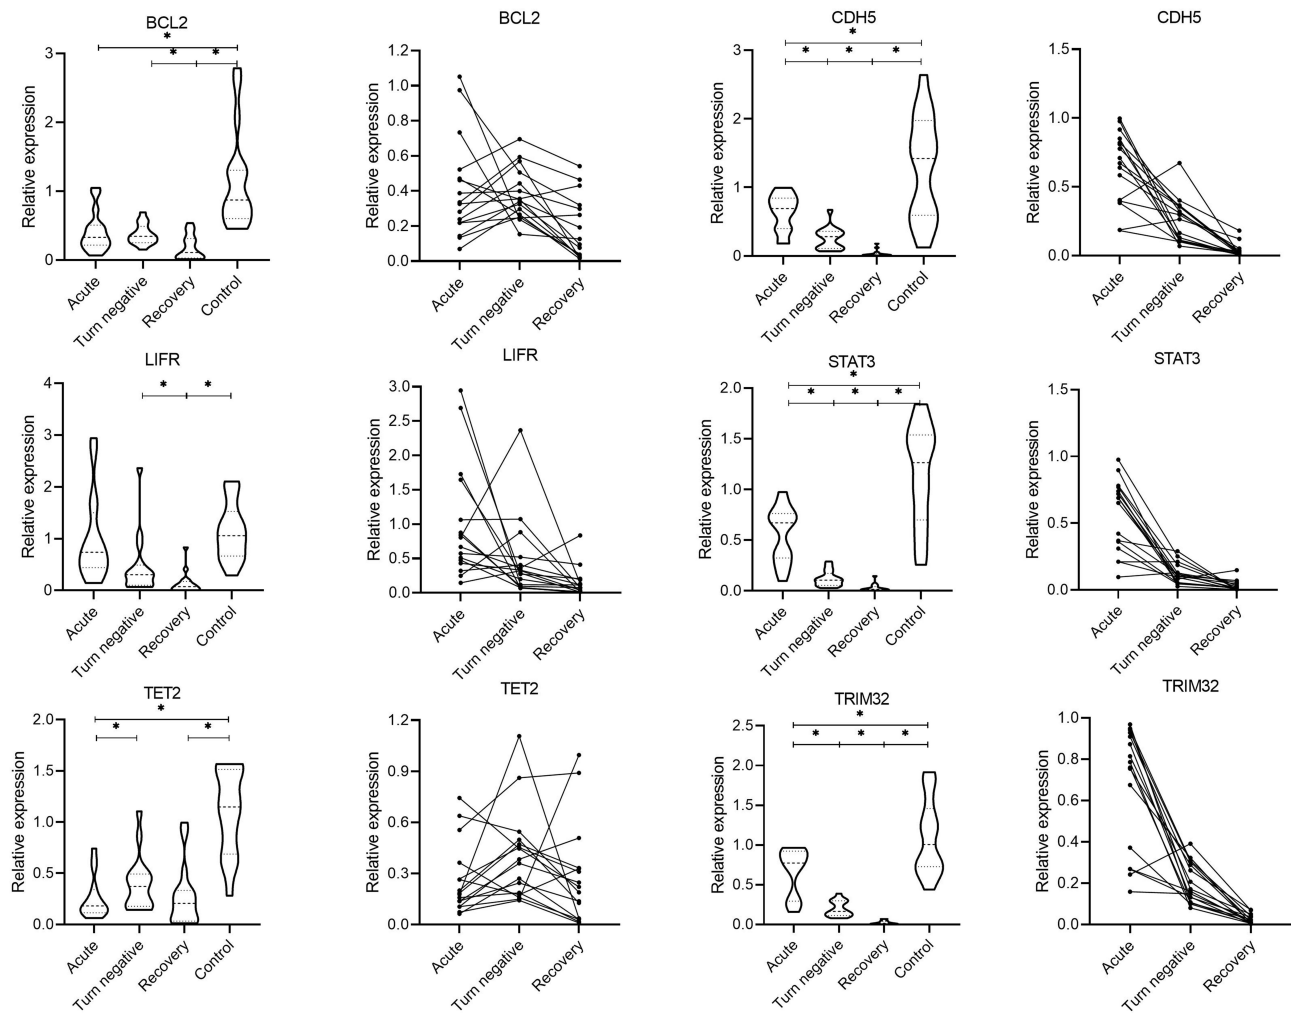 BCL2
Relative expression
3
2
1
0
*
* *
Acute
Turn negative
Recovery
Control
BCL2
Relative expression
1.2
1.0
0.8
0.6
0.4
0.2
0.0
Acute
Turn negative
Recovery
CDH5
Relative expression
3
2
1
0
*
* * *
Acute
Turn negative
Recovery
Control
CDH5
Relative expression
1.5
1.0
0.5
0.0
Acute
Turn negative
Recovery
LIFR
Relative expression
4
3
2
1
0
* *
Acute
Turn negative
Recovery
Control
LIFR
Relative expression
3.0
2.5
2.0
1.5
1.0
0.5
0.0
Acute
Turn negative
Recovery
STAT3
Relative expression
2.0
1.5
1.0
0.5
0.0
*
* * *
Acute
Turn negative
Recovery
Control
STAT3
Relative expression
1.5
1.0
0.5
0.0
Acute
Turn negative
Recovery
TET2
Relative expression
2.0
1.5
1.0
0.5
0.0
*
* *
Acute
Turn negative
Recovery
Control
TET2
Relative expression
1.2
0.9
0.6
0.3
0.0
Acute
Turn negative
Recovery
TRIM32
Relative expression
2.5
2.0
1.5
1.0
0.5
0.0
*
* * *
Acute
Turn negative
Recovery
Control
TRIM32
Relative expression
1.0
0.8
0.6
0.4
0.2
0.0
Acute
Turn negative
Recovery